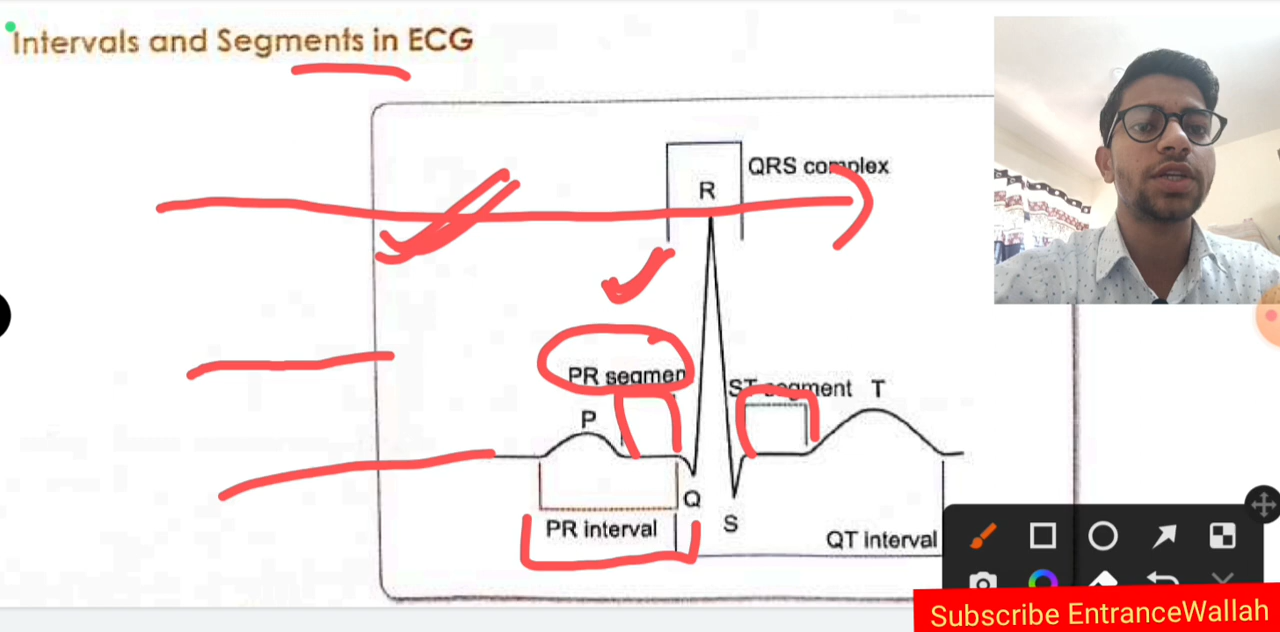 Intervals and Segments in ECG
QRS complex
R
PR segmen
ST segment
T
P
Q
PR interval
S
QT interval
Subscribe EntranceWallah